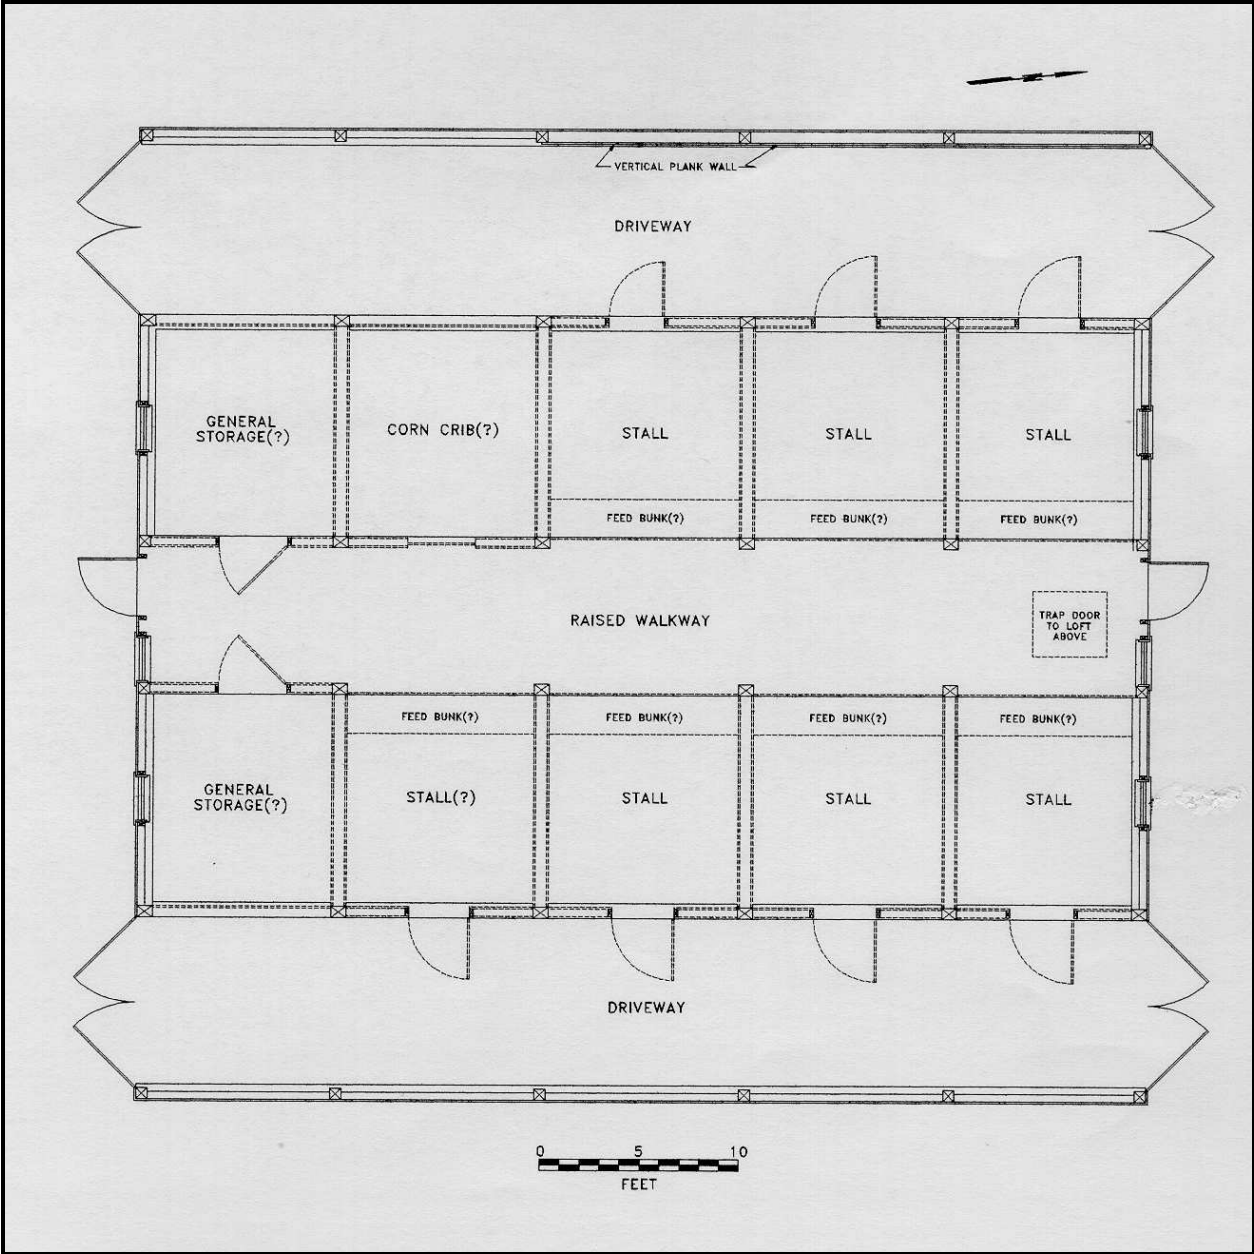 VERTICAL PLANK WALL
DRIVEWAY
GENERAL
STORAGE(?)
CORN CRIB(?)
STALL
STALL
STALL
FEED BUNK(?)
FEED BUNK(?)
FEED BUNK(?)
RAISED WALKWAY
TRAP DOOR
TO LOFT
ABOVE
FEED BUNK(?)
FEED BUNK(?)
FEED BUNK(?)
FEED BUNK(?)
GENERAL
STORAGE(?)
STALL(?)
STALL
STALL
STALL
DRIVEWAY
0 5 10
FEET